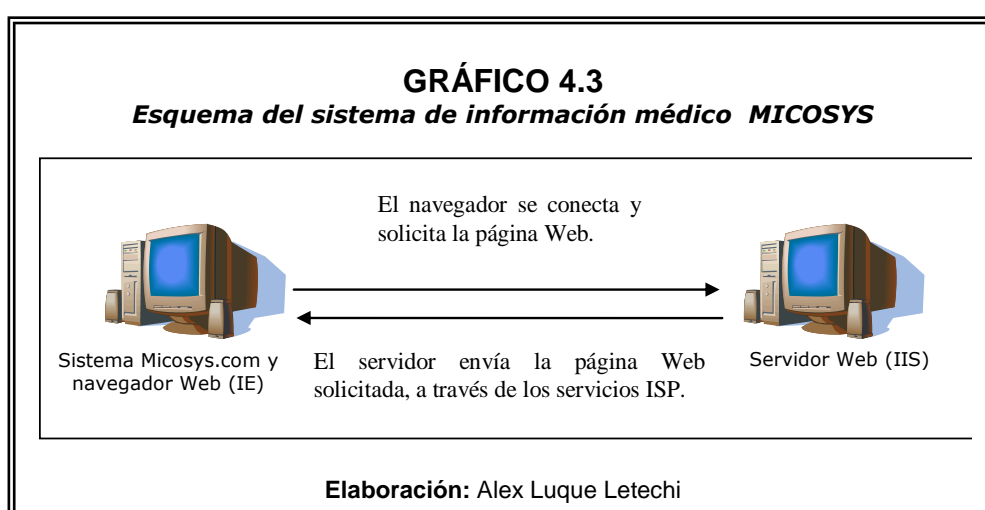 GRÁFICO 4.3
Esquema del sistema de información médico MICOSYS
El navegador se conecta y
solicita la página Web.
Sistema Micosys.com y
navegador Web (IE)
El servidor envía la página Web
solicitada, a través de los servicios ISP.
Servidor Web (IIS)
Elaboración: Alex Luque Letechi